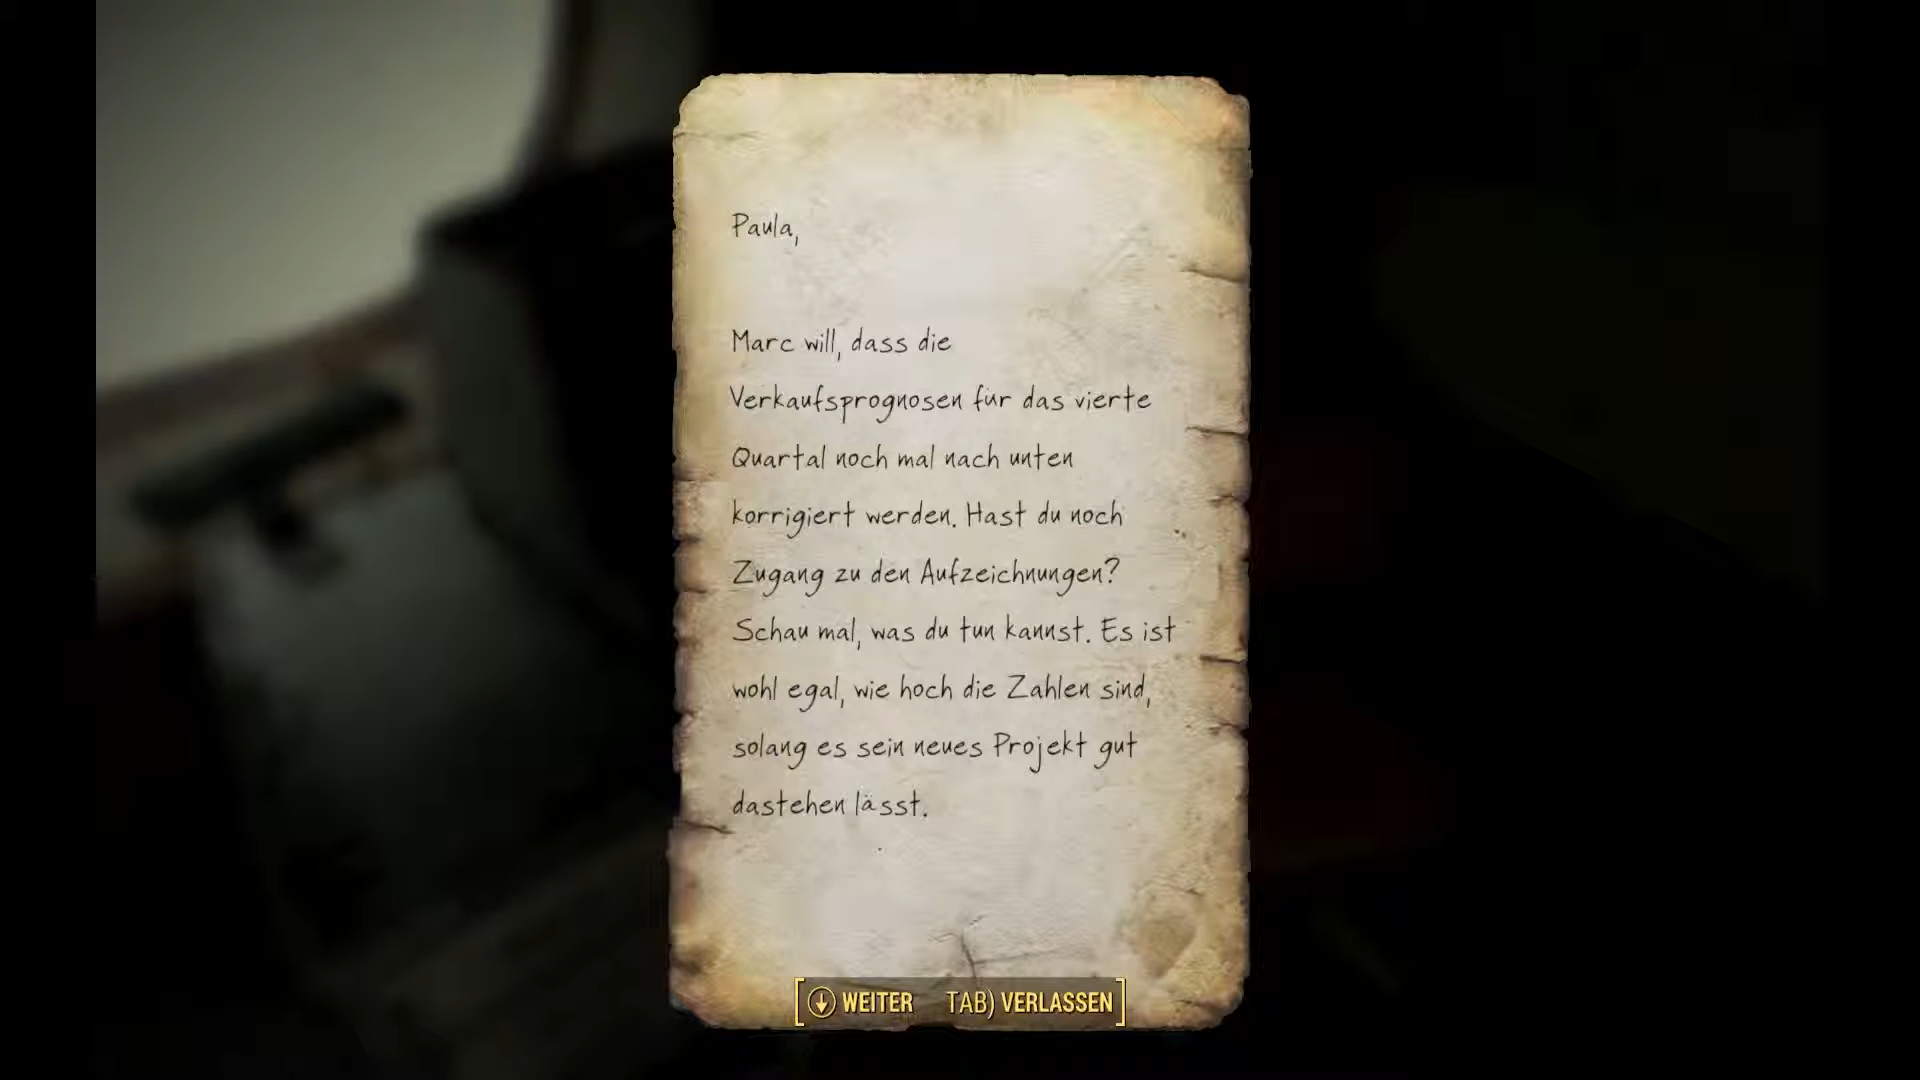 Paula,
Marc will, dass die
Verkaufsprognosen für das vierte
Quartal noch mal nach unten
korrigiert werden. Hast du noch
Zugang zu den Aufzeichnungen?
Schau mal, was du tun kannst. Es ist
wohl egal, wie hoch die Zahlen sind,
solang es sein neues Projekt gut
dastehen lässt.
WEITER TAB) VERLASSEN